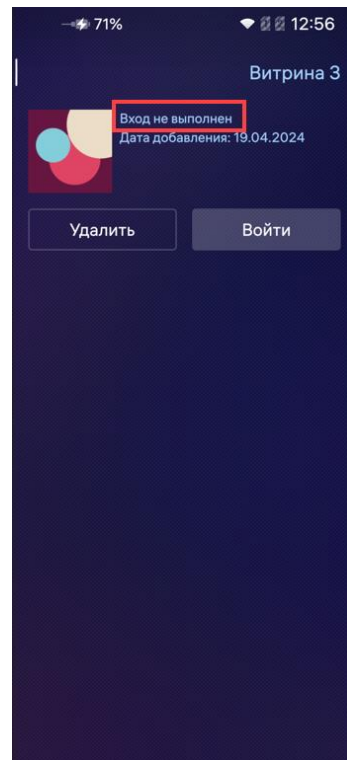 71% 12:56
Витрина 3
Вход не выполнен
Дата добавления: 19.04.2024
Удалить Войти